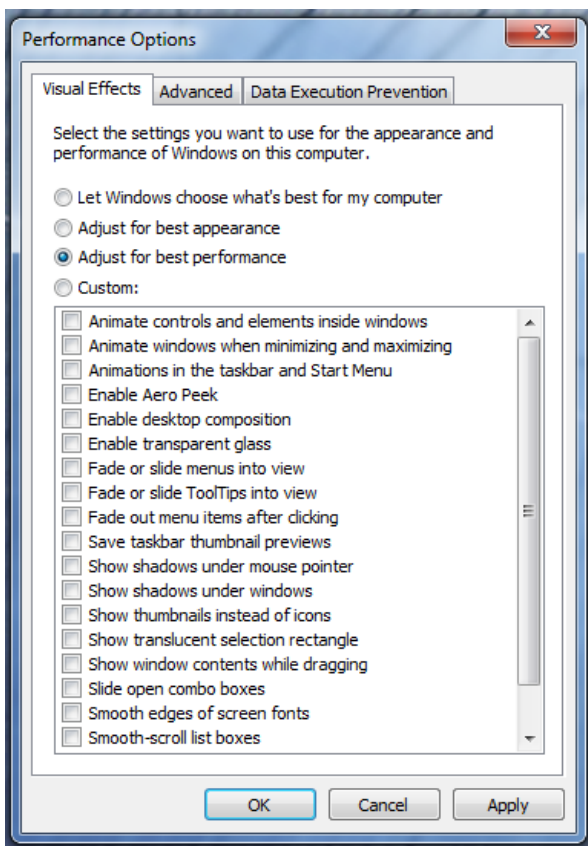 Performance Options
Visual Effects
Advanced
Data Execution Prevention
Select the settings you want to use for the appearance and
performance of Windows on this computer.
Let Windows choose what's best for my computer
Adjust for best appearance
Adjust for best performance
Custom:
Animate controls and elements inside windows
Animate windows when minimizing and maximizing
Animations in the taskbar and Start Menu
Enable Aero Peek
Enable desktop composition
Enable transparent glass
Fade or slide menus into view
Fade or slide ToolTips into view
Fade out menu items after clicking
Save taskbar thumbnail previews
Show shadows under mouse pointer
Show shadows under windows
Show thumbnails instead of icons
Show translucent selection rectangle
Show window contents while dragging
Slide open combo boxes
Smooth edges of screen fonts
Smooth-scroll list boxes
OK
Cancel
Apply